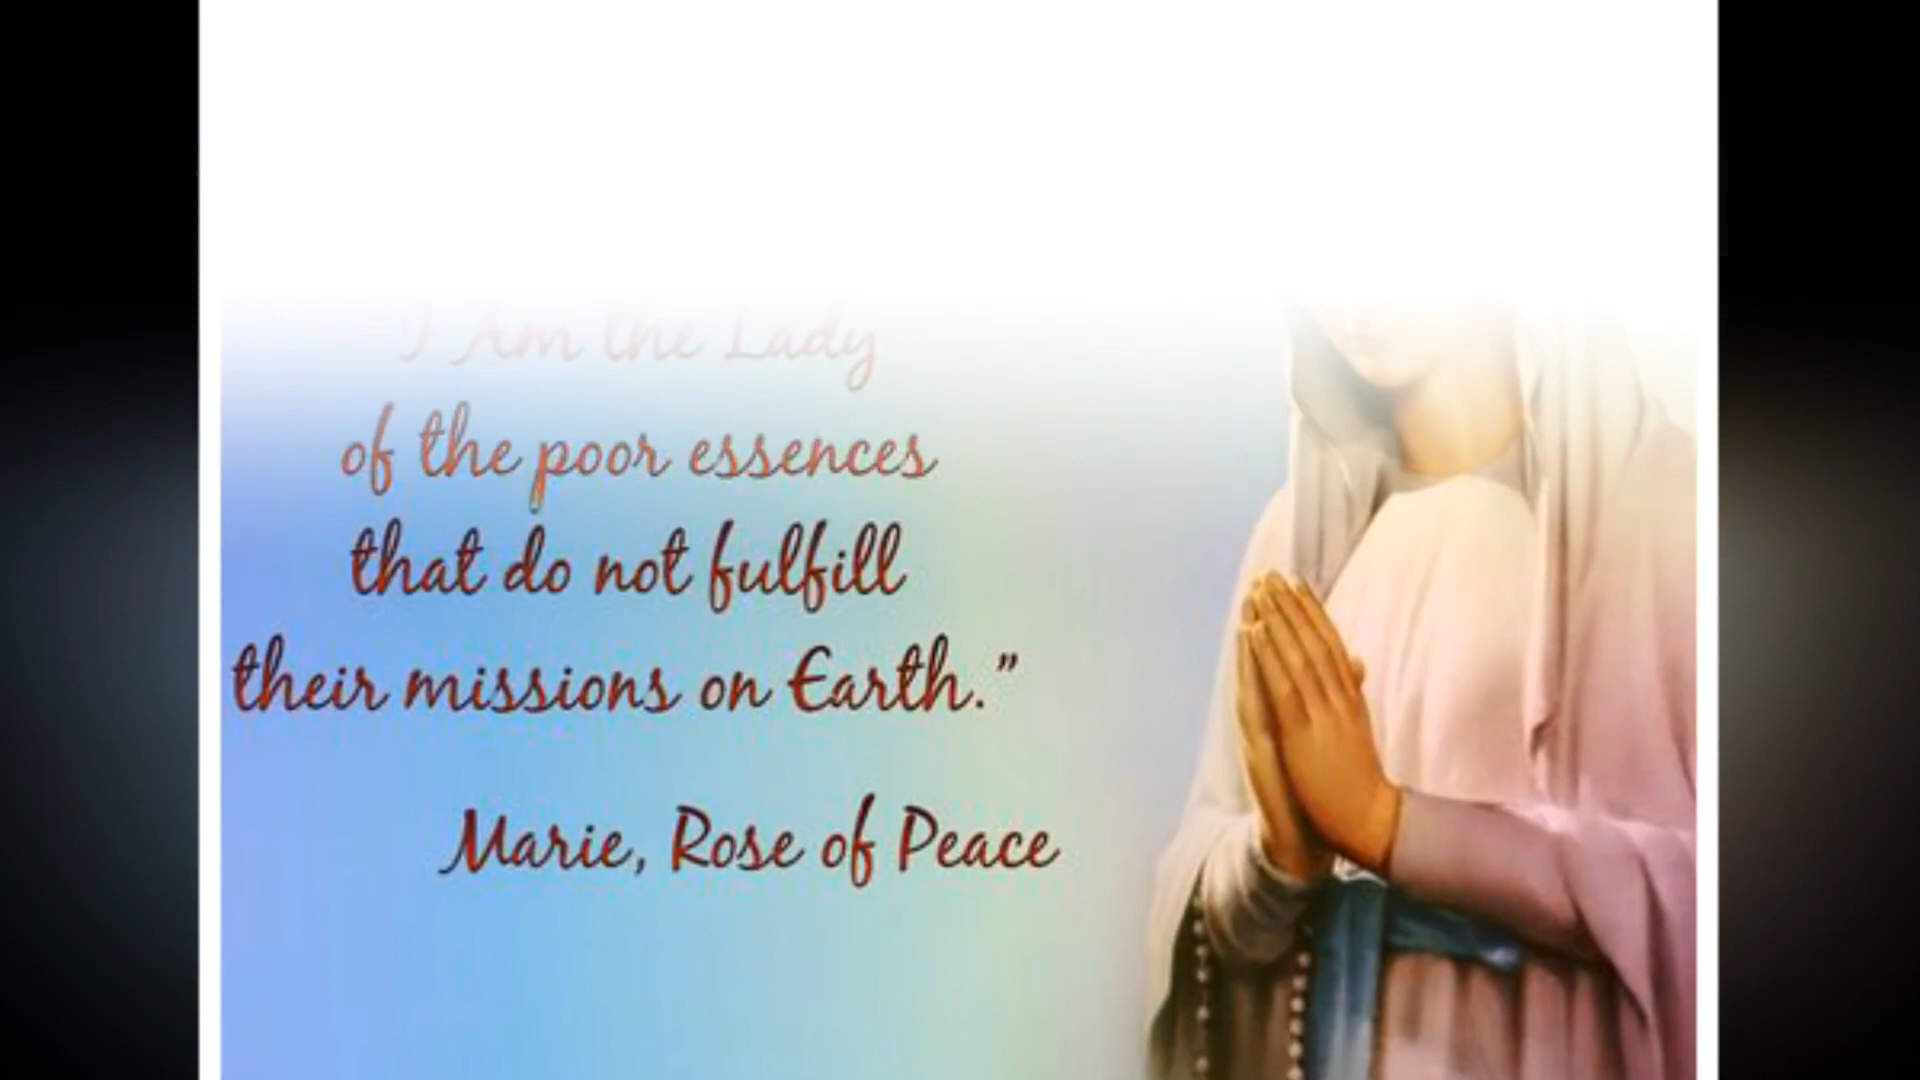 "I Am the Lady
of the poor essences
that do not fulfill
their missions on Earth."
Marie, Rose of Peace